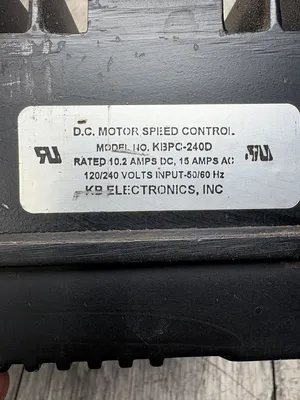 D.C. MOTOR SPEED CONTROL
MODEL NO. KBPC-240D
RATED 10.2 AMPS DC, 15 AMPS AC
120/240 VOLTS INPUT-50/60 Hz
KB ELECTRONICS, INC